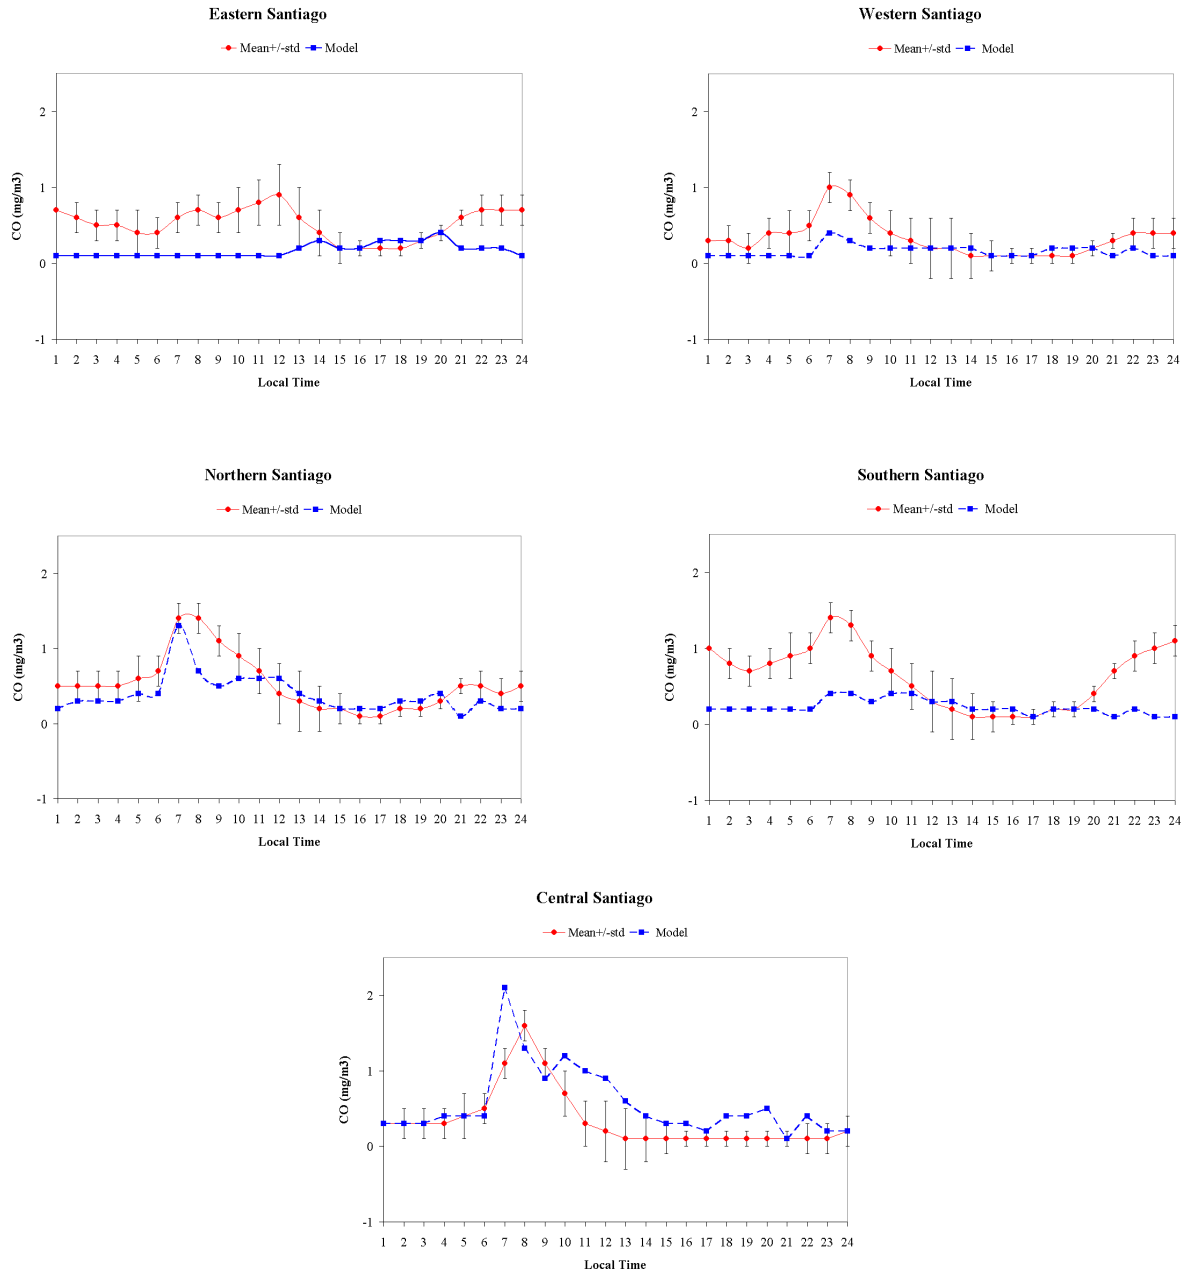 Eastern Santiago
Mean+/-std Model
2
1
0
-1
CO (mg/m3)
1 2 3 4 5 6 7 8 9 10 11 12 13 14 15 16 17 18 19 20 21 22 23 24
Local Time
Western Santiago
Mean+/-std Model
2
1
0
-1
CO (mg/m3)
1 2 3 4 5 6 7 8 9 10 11 12 13 14 15 16 17 18 19 20 21 22 23 24
Local Time
Northern Santiago
Mean+/-std Model
2
1
0
-1
CO (mg/m3)
1 2 3 4 5 6 7 8 9 10 11 12 13 14 15 16 17 18 19 20 21 22 23 24
Local Time
Southern Santiago
Mean+/-std Model
2
1
0
-1
CO (mg/m3)
1 2 3 4 5 6 7 8 9 10 11 12 13 14 15 16 17 18 19 20 21 22 23 24
Local Time
Central Santiago
Mean+/-std Model
2
1
0
-1
CO (mg/m3)
1 2 3 4 5 6 7 8 9 10 11 12 13 14 15 16 17 18 19 20 21 22 23 24
Local Time